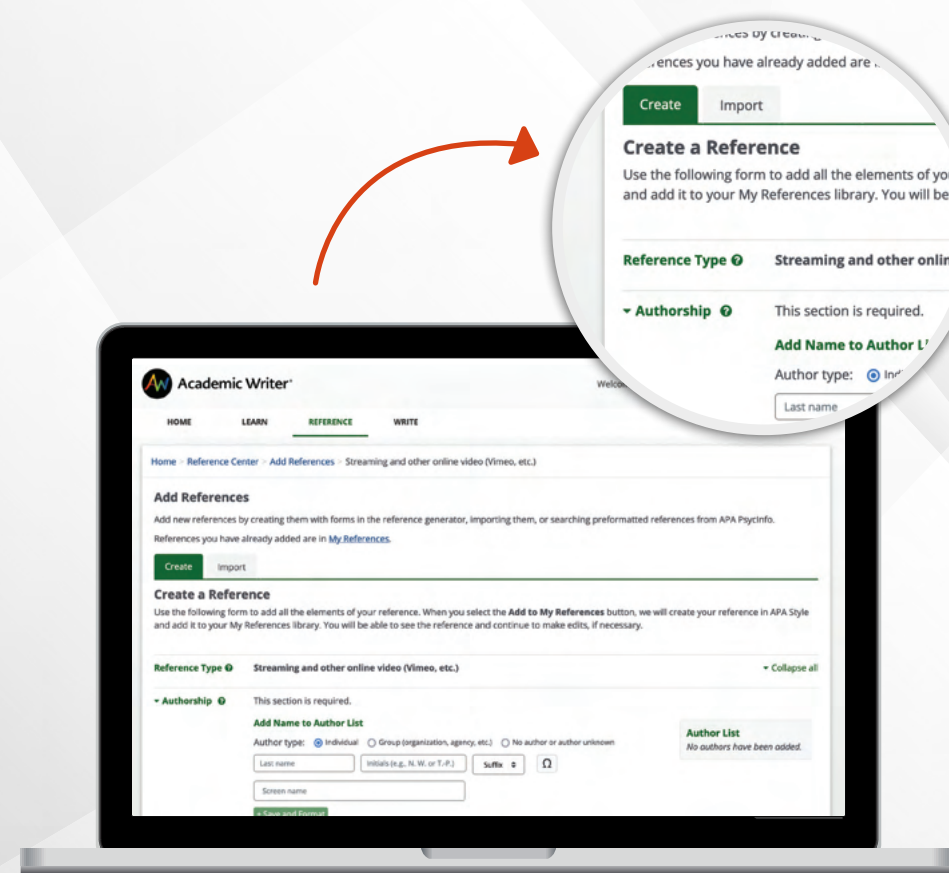 ences by creating
erences you have already added are
Create Import
Create a Reference
Use the following form to add all the elements of you
and add it to your My References library. You will be
Reference Type Streaming and other onlin
Authorship This section is required.
Add Name to Author Li
Author type: Indi
Last name
AW Academic Writer
Welco
HOME LEARN REFERENCE WRITE
Home > Reference Center > Add References > Streaming and other online video (Vimeo, etc.)
Add References
Add new references by creating them with forms in the reference generator, importing them, or searching preformatted references from APA PsycInfo.
References you have already added are in My References.
Create Import
Create a Reference
Use the following form to add all the elements of your reference. When you select the Add to My References button, we will create your reference in APA Style
and add it to your My References library. You will be able to see the reference and continue to make edits, if necessary.
Reference Type Streaming and other online video (Vimeo, etc.) Collapse all
Authorship This section is required.
Add Name to Author List
Author type: Individual Group (organization, agency, etc.) No author or author unknown
Last name Initials (e.g., N. W. or T.-P.) Suffix Ω
Author List
No authors have been added.
Screen name
+ Save and Format